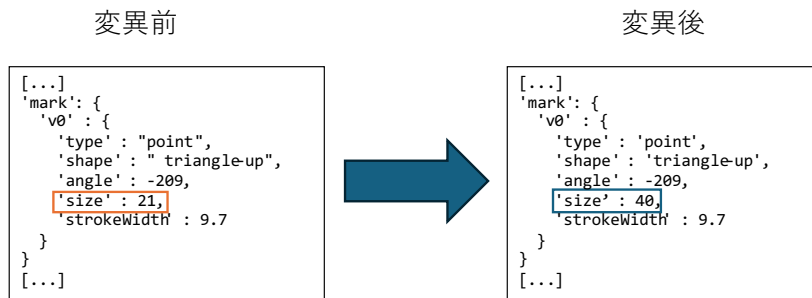 変異前
[...]
'mark': {
'v0' : {
'type' : "point",
'shape' : " triangle-up",
'angle' : -209,
'size' : 21,
'strokeWidth' : 9.7
}
}
[...]
変異後
[...]
'mark': {
'v0' : {
'type' : 'point',
'shape' : 'triangle-up',
'angle' : -209,
'size’ : 40,
'strokeWidth' : 9.7
}
}
[...]